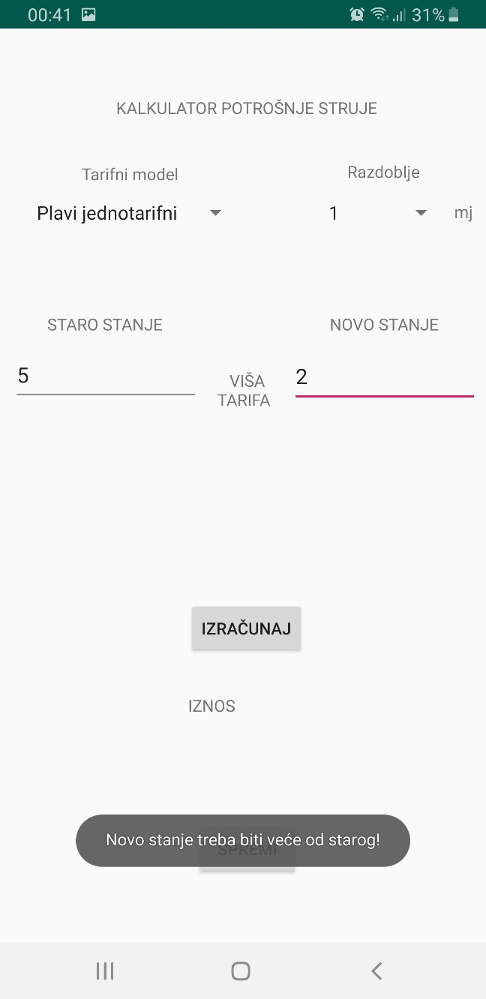 00:41 31%
KALKULATOR POTROŠNJE STRUJE
Tarifni model Razdoblje
Plavi jednotarifni 1 mj
STARO STANJE NOVO STANJE
5 2
VIŠA
TARIFA
IZRAČUNAJ
IZNOS
Novo stanje treba biti veće od starog!
SPREMI